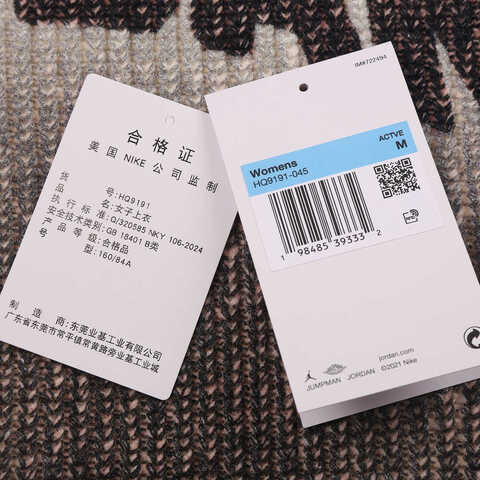 合格证
美国 NIKE 公司监制
货号:HQ9191
品名:女子上衣
执行标准:Q/320585 NKY 106-2024
安全技术类别:GB 18401 B类
产品等级:合格品
号型:160/84A
制造商:东莞业基工业有限公司
广东省东莞市常平镇常黄路旁业基工业城
IM#722494
ACTVE
Womens
M
HQ9191-045
1 98485 39333 2
jordan.com
JUMPMAN JORDAN ©2021 Nike